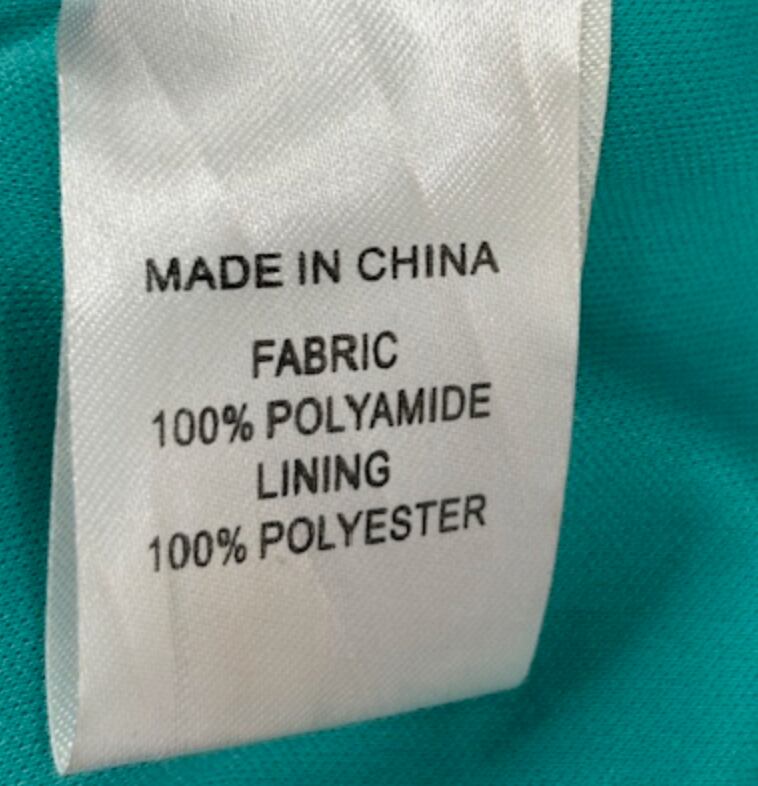 MADE IN CHINA
FABRIC
100% POLYAMIDE
LINING
100% POLYESTER